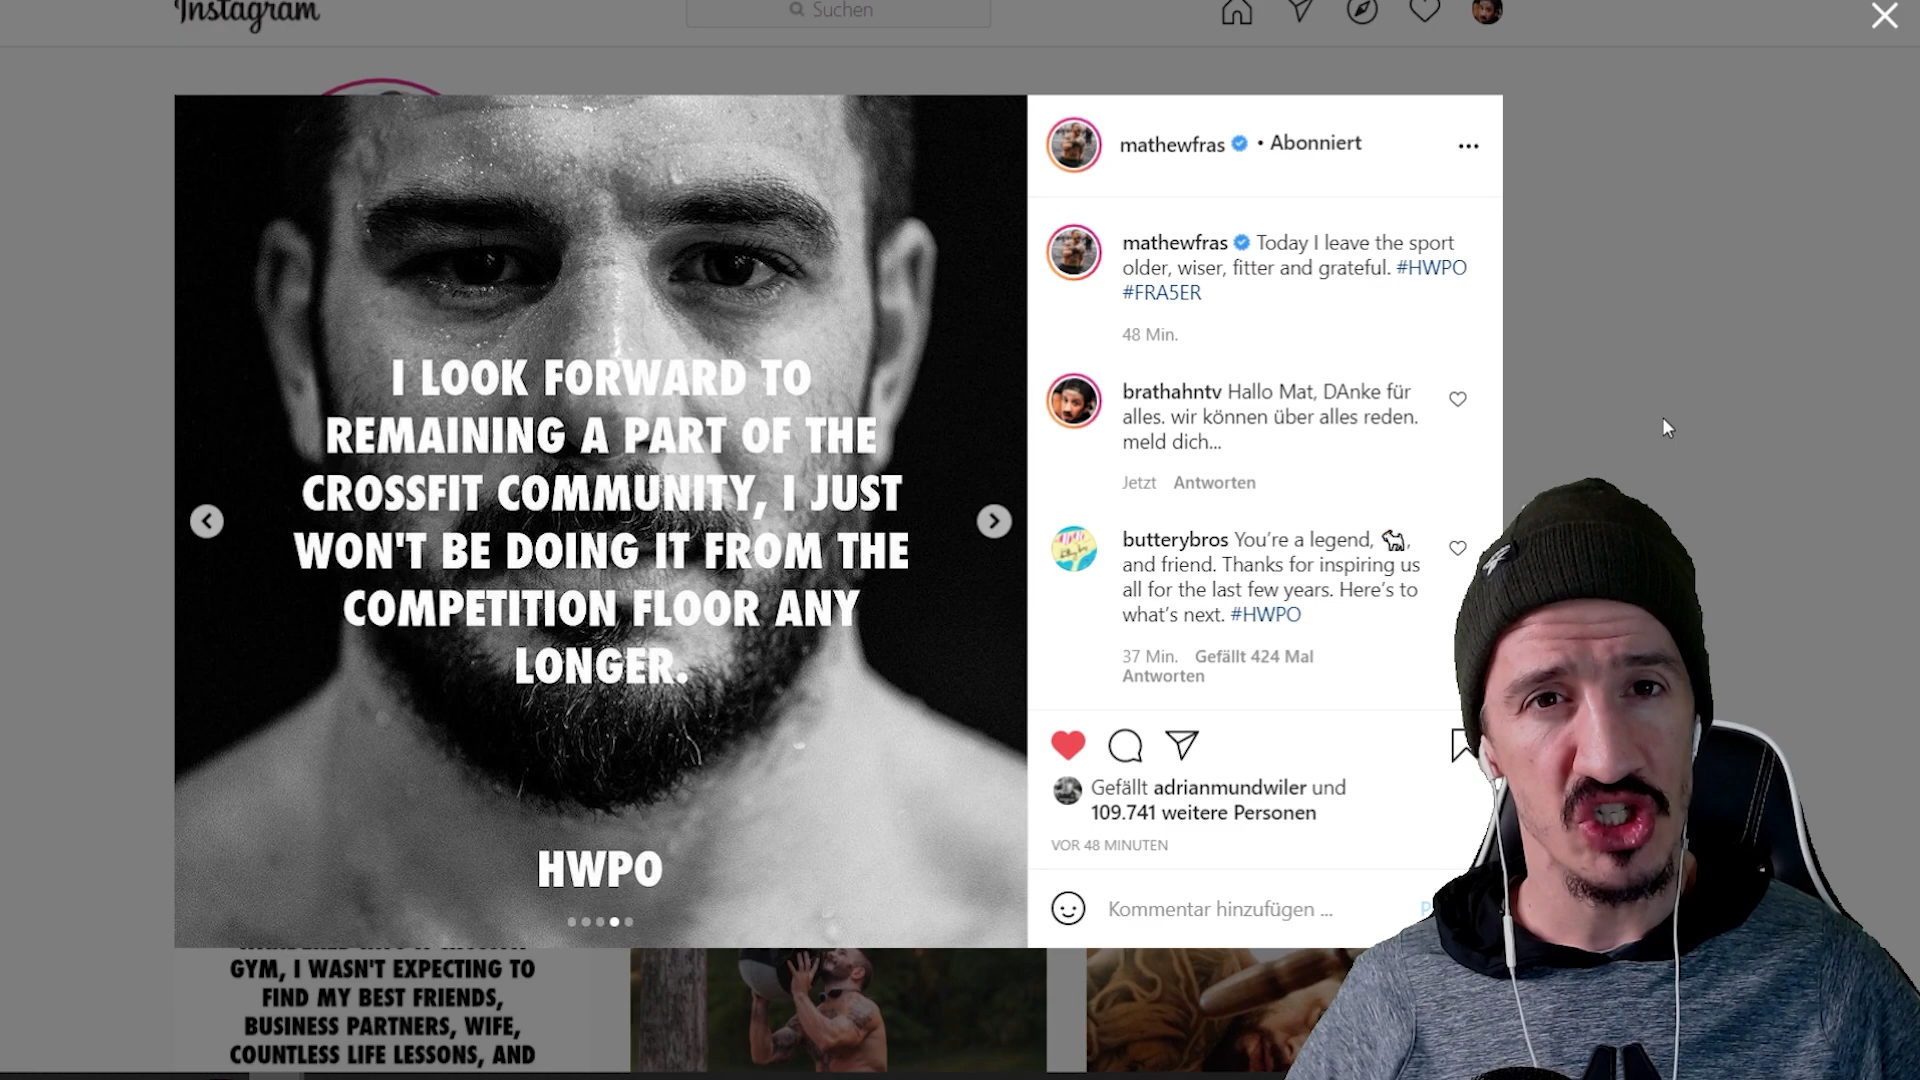 Instagram
Suchen
I LOOK FORWARD TO
REMAINING A PART OF THE
CROSSFIT COMMUNITY, I JUST
WON'T BE DOING IT FROM THE
COMPETITION FLOOR ANY
LONGER.
HWPO
mathewfras • Abonniert
mathewfras Today I leave the sport
older, wiser, fitter and grateful. #HWPO
#FRA5ER
48 Min.
brathahntv Hallo Mat, DAnke für
alles. wir können über alles reden.
meld dich...
Jetzt Antworten
butterybros You’re a legend, 🐐,
and friend. Thanks for inspiring us
all for the last few years. Here’s to
what’s next. #HWPO
37 Min. Gefällt 424 Mal
Antworten
Gefällt adrianmundwiler und
109.741 weitere Personen
VOR 48 MINUTEN
Kommentar hinzufügen ...
GYM, I WASN'T EXPECTING TO
FIND MY BEST FRIENDS,
BUSINESS PARTNERS, WIFE,
COUNTLESS LIFE LESSONS, AND